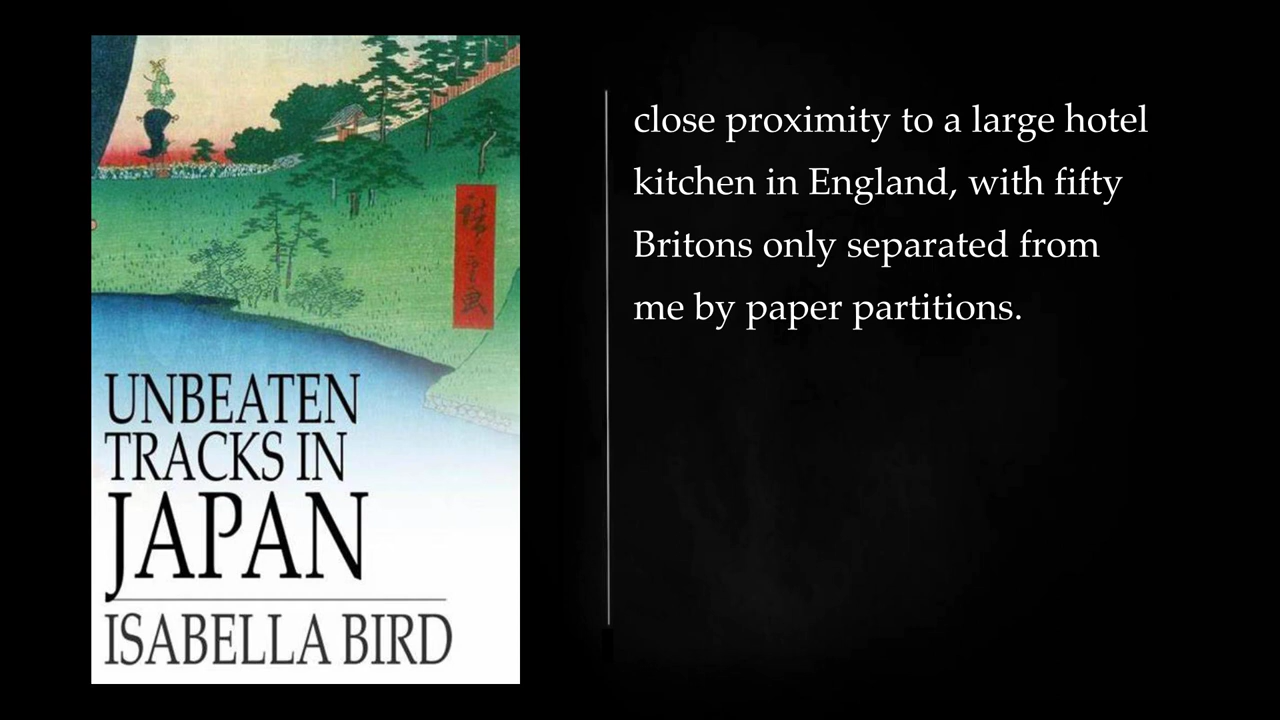 UNBEATEN
TRACKS IN
JAPAN
ISABELLA BIRD
close proximity to a large hotel
kitchen in England, with fifty
Britons only separated from
me by paper partitions.